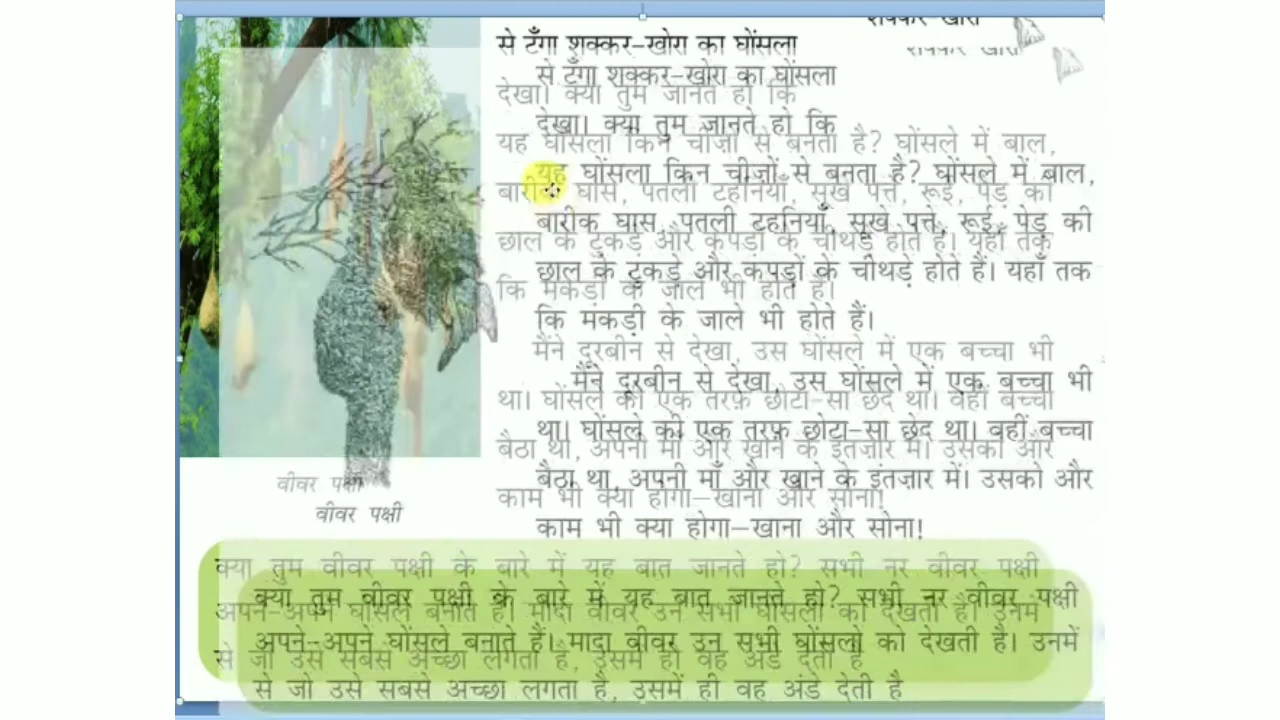 से टँगा शक्कर-खोरा का घोंसला
देखा। क्या तुम जानते हो कि
यह घोंसला किन चीज़ों से बनता है? घोंसले में बाल,
बारीक घास, पतली टहनियाँ, सूखे पत्ते, रूई, पेड़ की
छाल के टुकड़े और कपड़ों के चीथड़े होते हैं। यहाँ तक
कि मकड़ी के जाले भी होते हैं।
मैंने दूरबीन से देखा, उस घोंसले में एक बच्चा भी
था। घोंसले की एक तरफ़ छोटा-सा छेद था। वहीं बच्चा
बैठा था, अपनी माँ और खाने के इंतज़ार में। उसको और
काम भी क्या होगा—खाना और सोना!
वीवर पक्षी
क्या तुम वीवर पक्षी के बारे में यह बात जानते हो? सभी नर वीवर पक्षी
अपने-अपने घोंसले बनाते हैं। मादा वीवर उन सभी घोंसलों को देखती है। उनमें
से जो उसे सबसे अच्छा लगता है, उसमें ही वह अंडे देती है